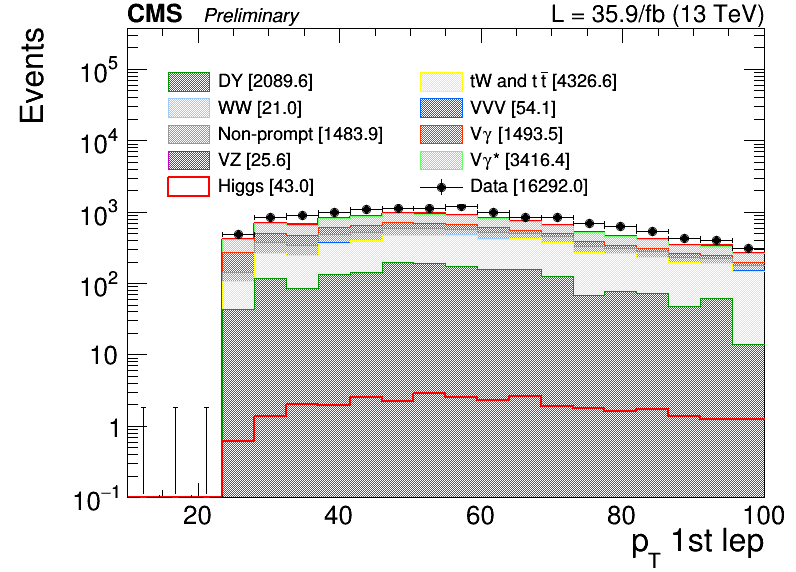 CMS Preliminary L = 35.9/fb (13 TeV)
Events
DY [2089.6]
WW [21.0]
Non-prompt [1483.9]
VZ [25.6]
Higgs [43.0]
tW and t t̄ [4326.6]
VVV [54.1]
Vγ [1493.5]
Vγ* [3416.4]
Data [16292.0]
10⁵
10⁴
10³
10²
10
1
10⁻¹
20 40 60 80 100
p_T 1st lep